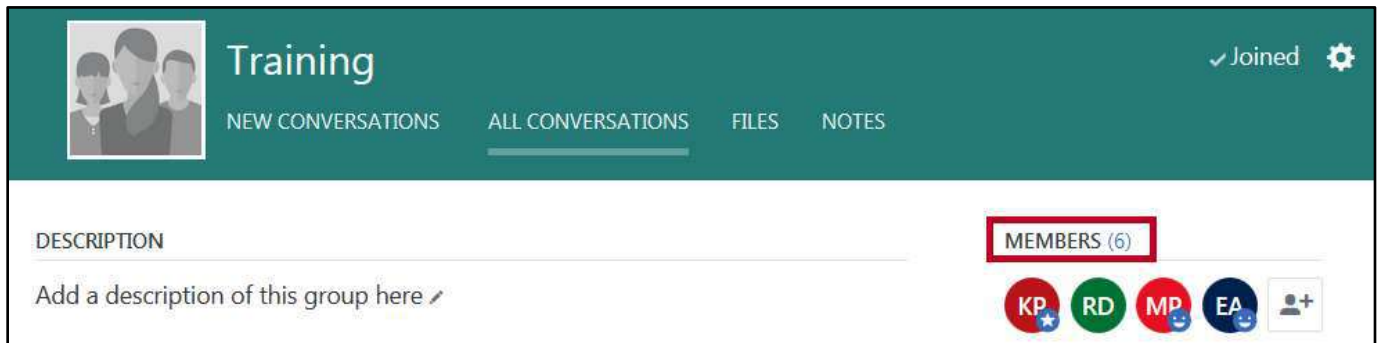 Training
Joined
NEW CONVERSATIONS ALL CONVERSATIONS FILES NOTES
DESCRIPTION
MEMBERS (6)
Add a description of this group here
KP RD MP EA